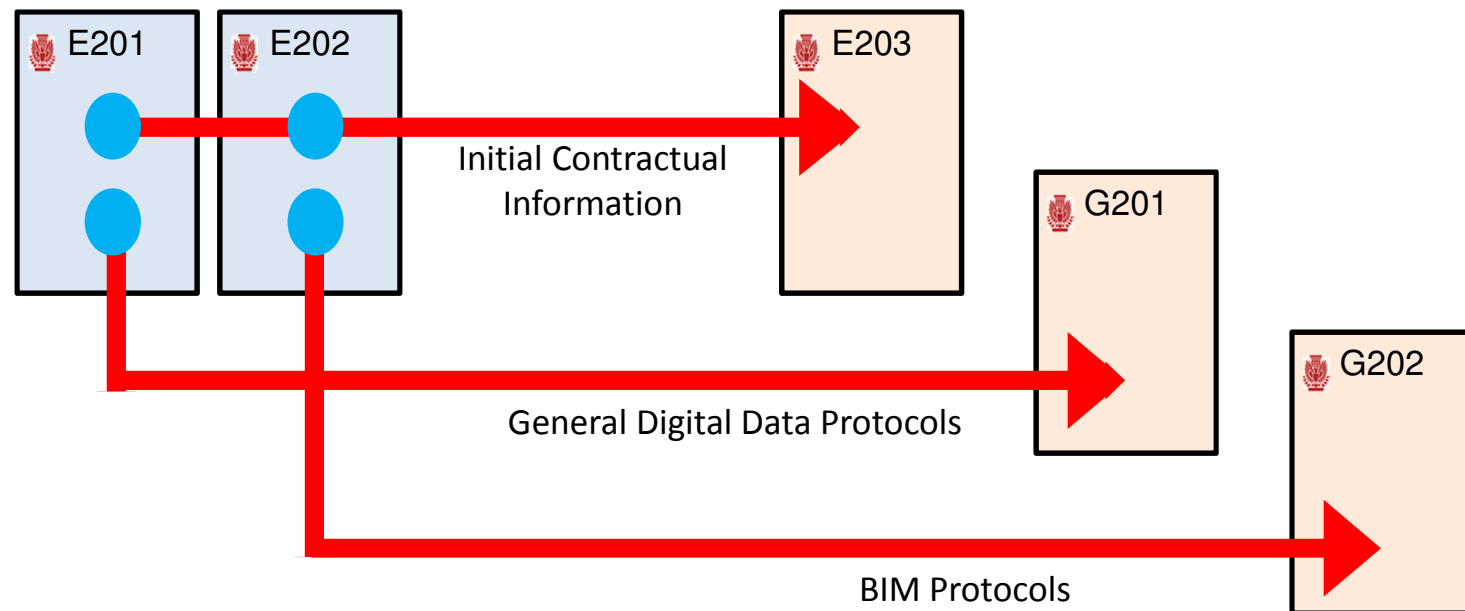 E201
E202
E203
Initial Contractual
Information
G201
General Digital Data Protocols
G202
BIM Protocols